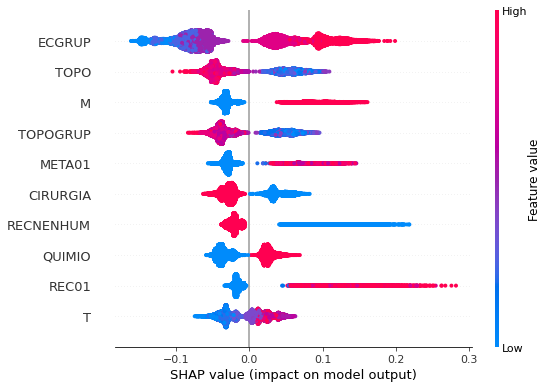 High
ECGRUP
TOPO
M
TOPOGRUP
META01
CIRURGIA
RECNENHUM
QUIMIO
REC01
T
Feature value
Low
−0.1 0.0 0.1 0.2 0.3
SHAP value (impact on model output)